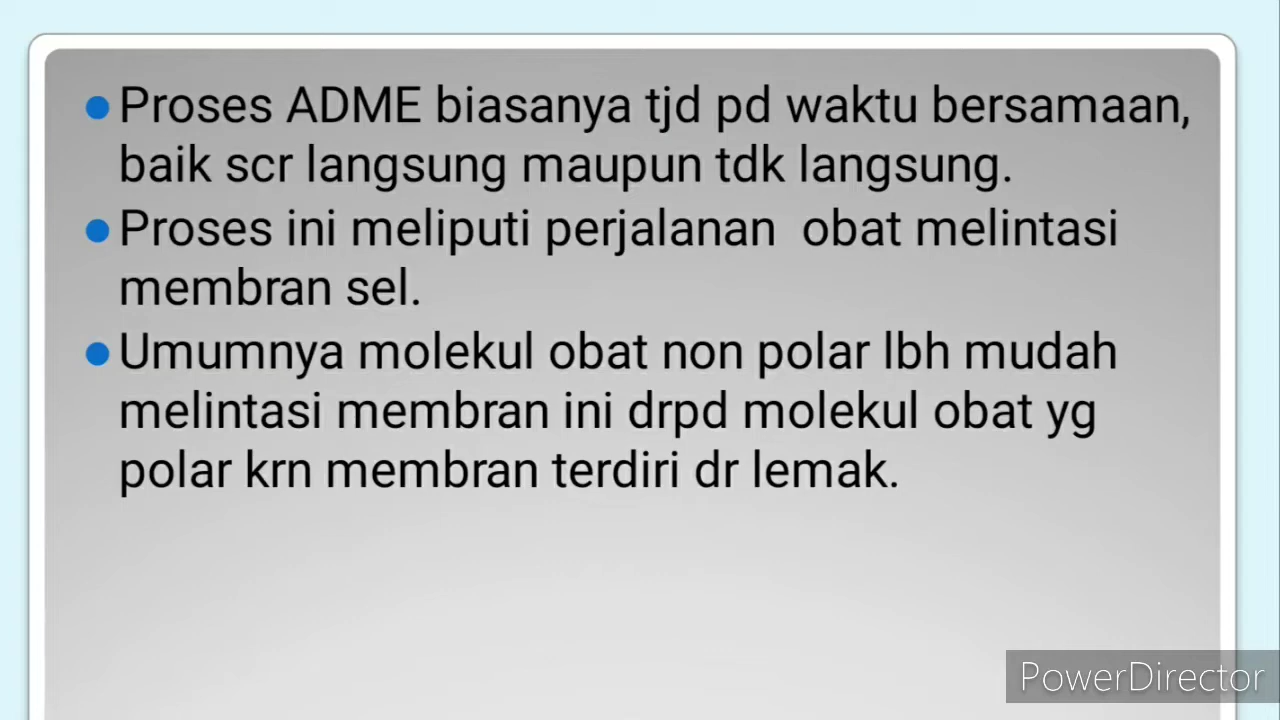 Proses ADME biasanya tjd pd waktu bersamaan,
baik scr langsung maupun tdk langsung.
Proses ini meliputi perjalanan obat melintasi
membran sel.
Umumnya molekul obat non polar lbh mudah
melintasi membran ini drpd molekul obat yg
polar krn membran terdiri dr lemak.
PowerDirector